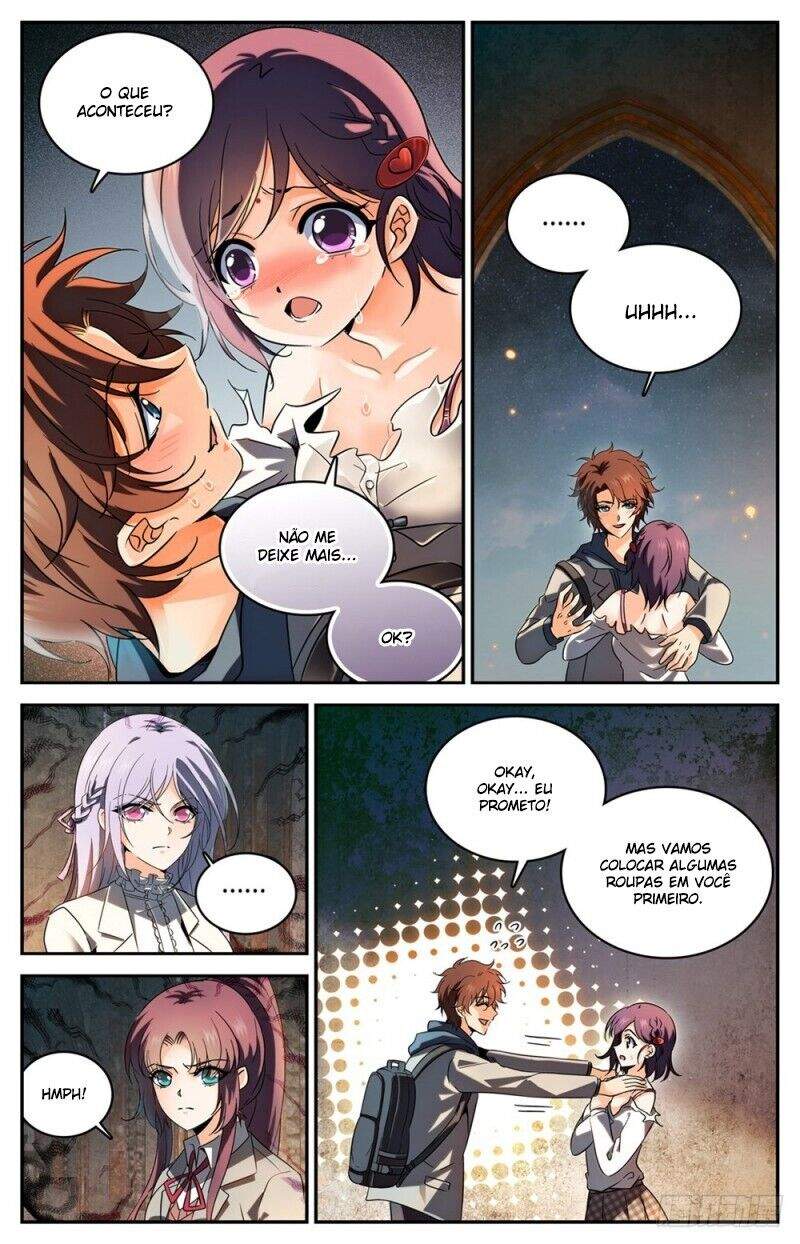 O QUE
ACONTECEU?
NÃO ME
DEIXE MAIS...
OK?
......
UHHH...
......
HMPH!
OKAY,
OKAY... EU
PROMETO!
MAS VAMOS
COLOCAR ALGUMAS
ROUPAS EM VOCÊ
PRIMEIRO.